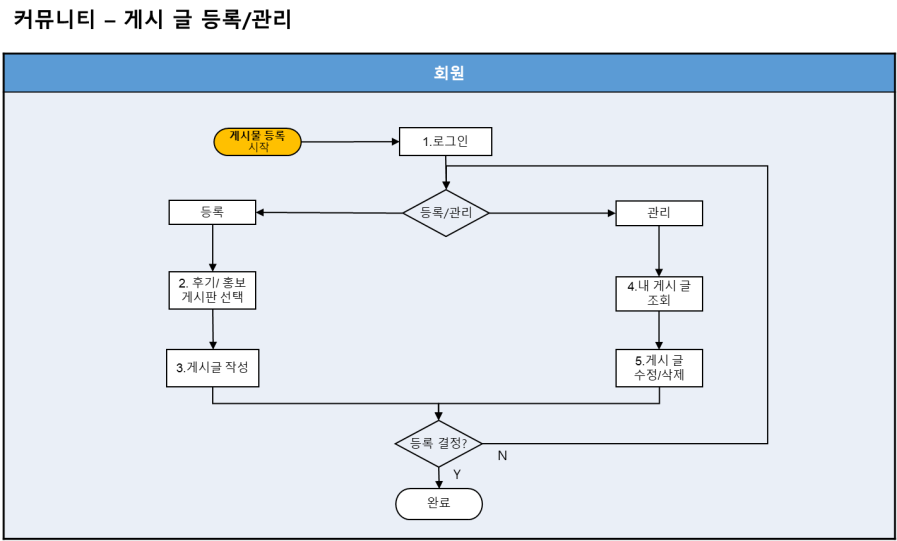 커뮤니티 – 게시 글 등록/관리
회원
게시물 등록
시작
1.로그인
등록
등록/관리
관리
2. 후기/ 홍보
게시판 선택
4.내 게시 글
조회
3.게시글 작성
5.게시 글
수정/삭제
등록 결정?
N
Y
완료